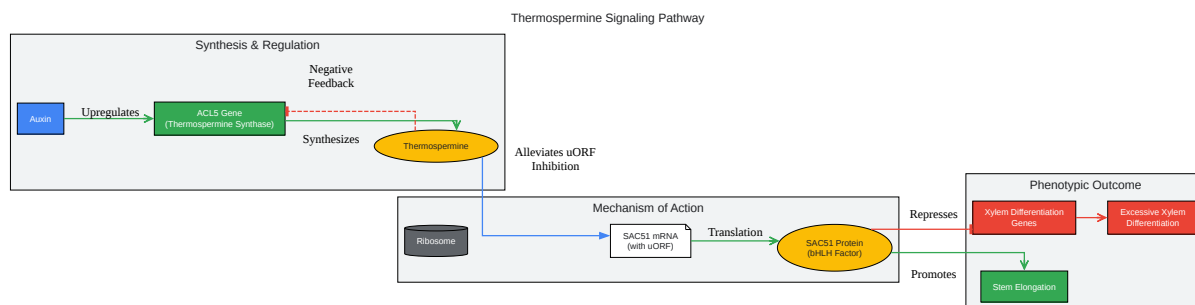 Thermospermine Signaling Pathway
Synthesis & Regulation
Negative
Feedback
Auxin
Upregulates
ACL5 Gene
(Thermospermine Synthase)
Synthesizes
Thermospermine
Alleviates uORF
Inhibition
Mechanism of Action
Ribosome
SAC51 mRNA
(with uORF)
Translation
SAC51 Protein
(bHLH Factor)
Represses
Promotes
Phenotypic Outcome
Xylem Differentiation
Genes
Excessive Xylem
Differentiation
Stem Elongation